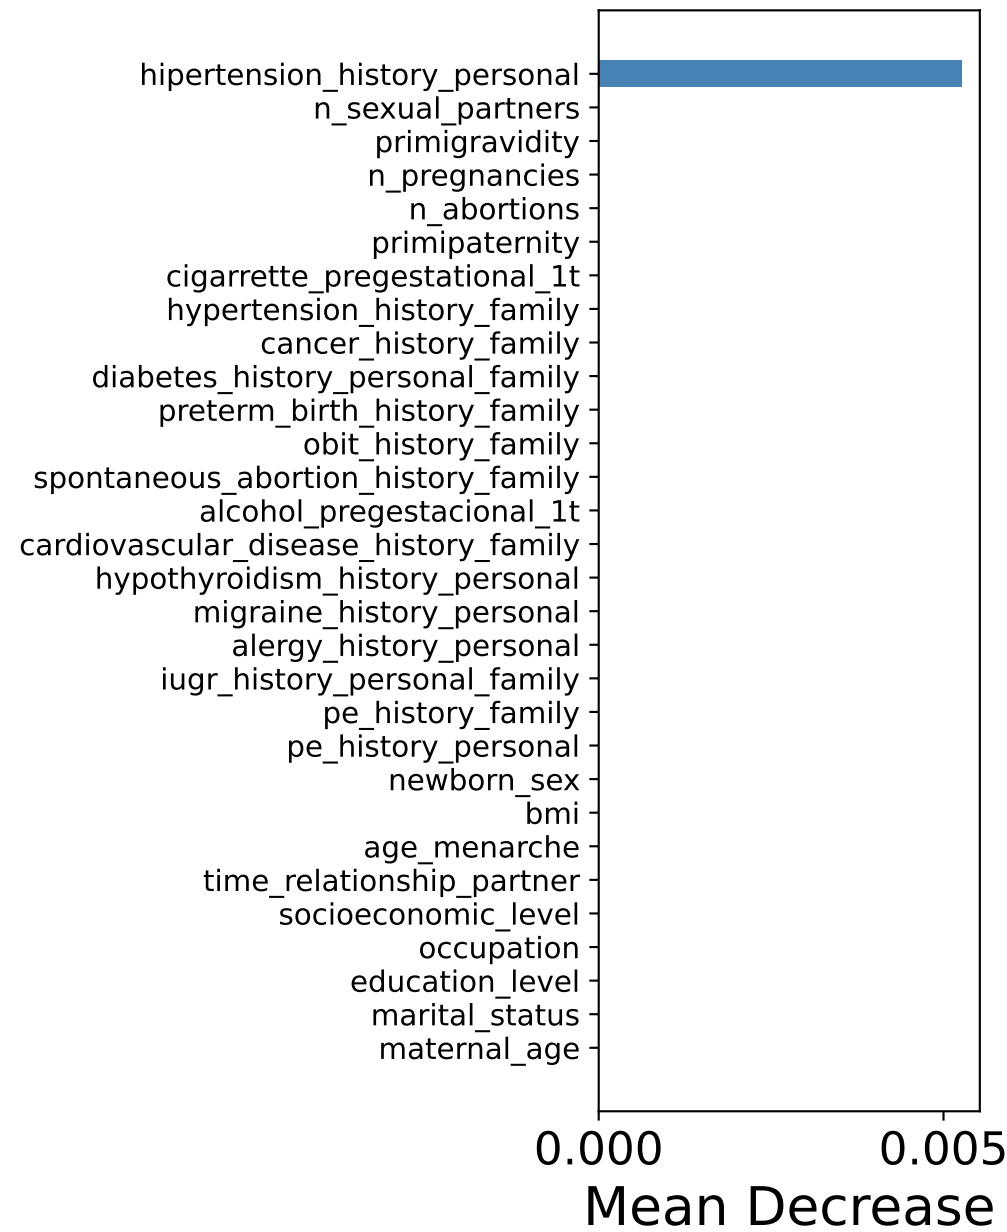 hipertension_history_personal
n_sexual_partners
primigravidity
n_pregnancies
n_abortions
primipaternity
cigarrette_pregestational_1t
hypertension_history_family
cancer_history_family
diabetes_history_personal_family
preterm_birth_history_family
obit_history_family
spontaneous_abortion_history_family
alcohol_pregestacional_1t
cardiovascular_disease_history_family
hypothyroidism_history_personal
migraine_history_personal
alergy_history_personal
iugr_history_personal_family
pe_history_family
pe_history_personal
newborn_sex
bmi
age_menarche
time_relationship_partner
socioeconomic_level
occupation
education_level
marital_status
maternal_age
0.000 0.005
Mean Decrease